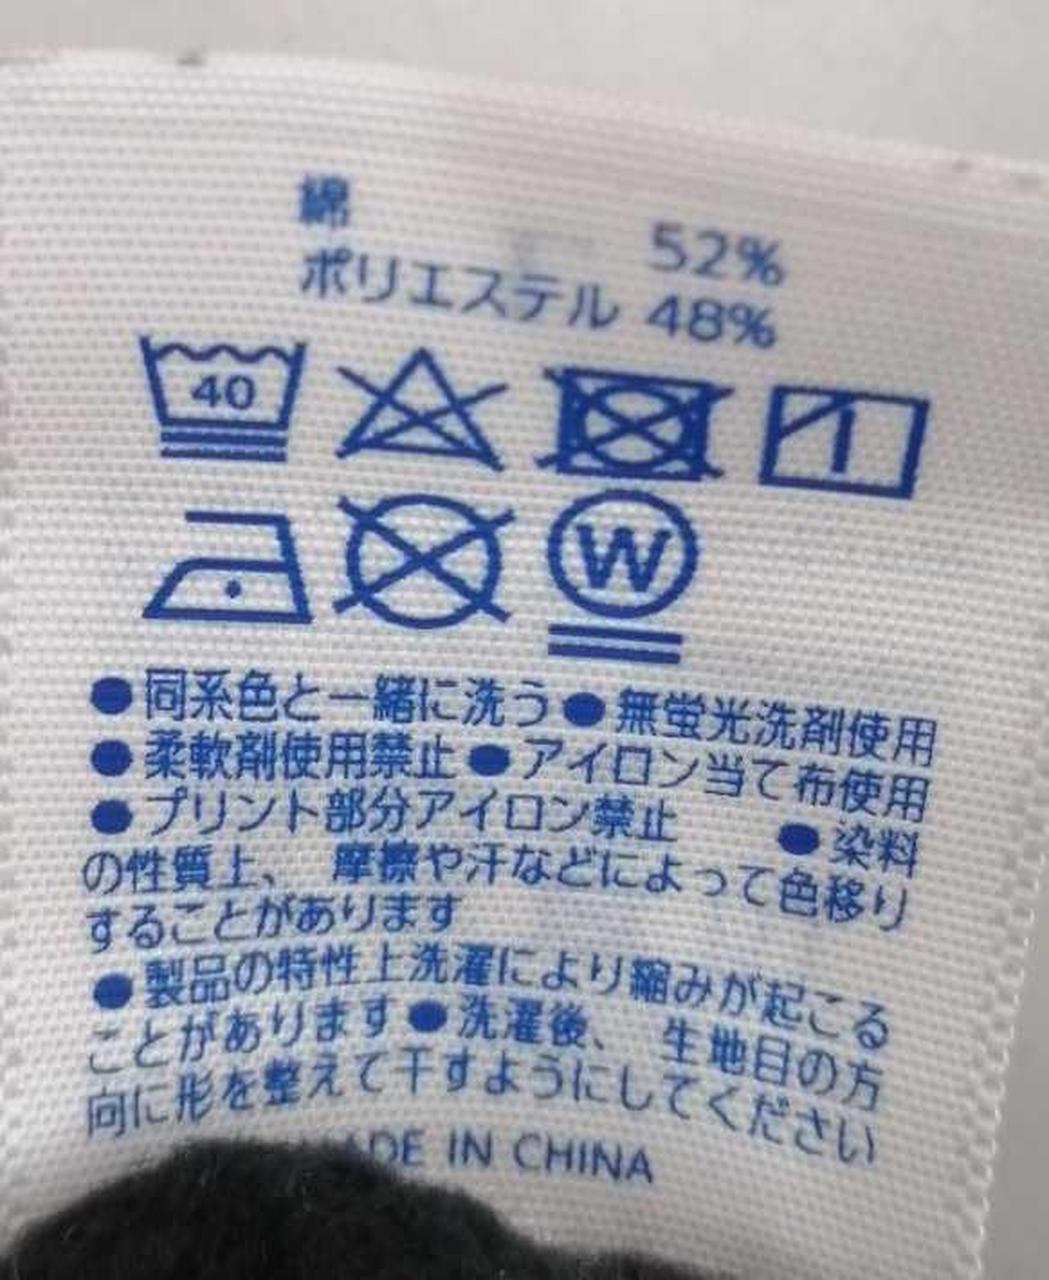 綿 52%
ポリエステル 48%
40
W
●同系色と一緒に洗う●無蛍光洗剤使用
●柔軟剤使用禁止●アイロン当て布使用
●プリント部分アイロン禁止 ●染料
の性質上、 摩擦や汗などによって色移り
することがあります
●製品の特性上洗濯により縮みが起こる
ことがあります●洗濯後、 生地目の方
向に形を整えて干すようにしてください
MADE IN CHINA